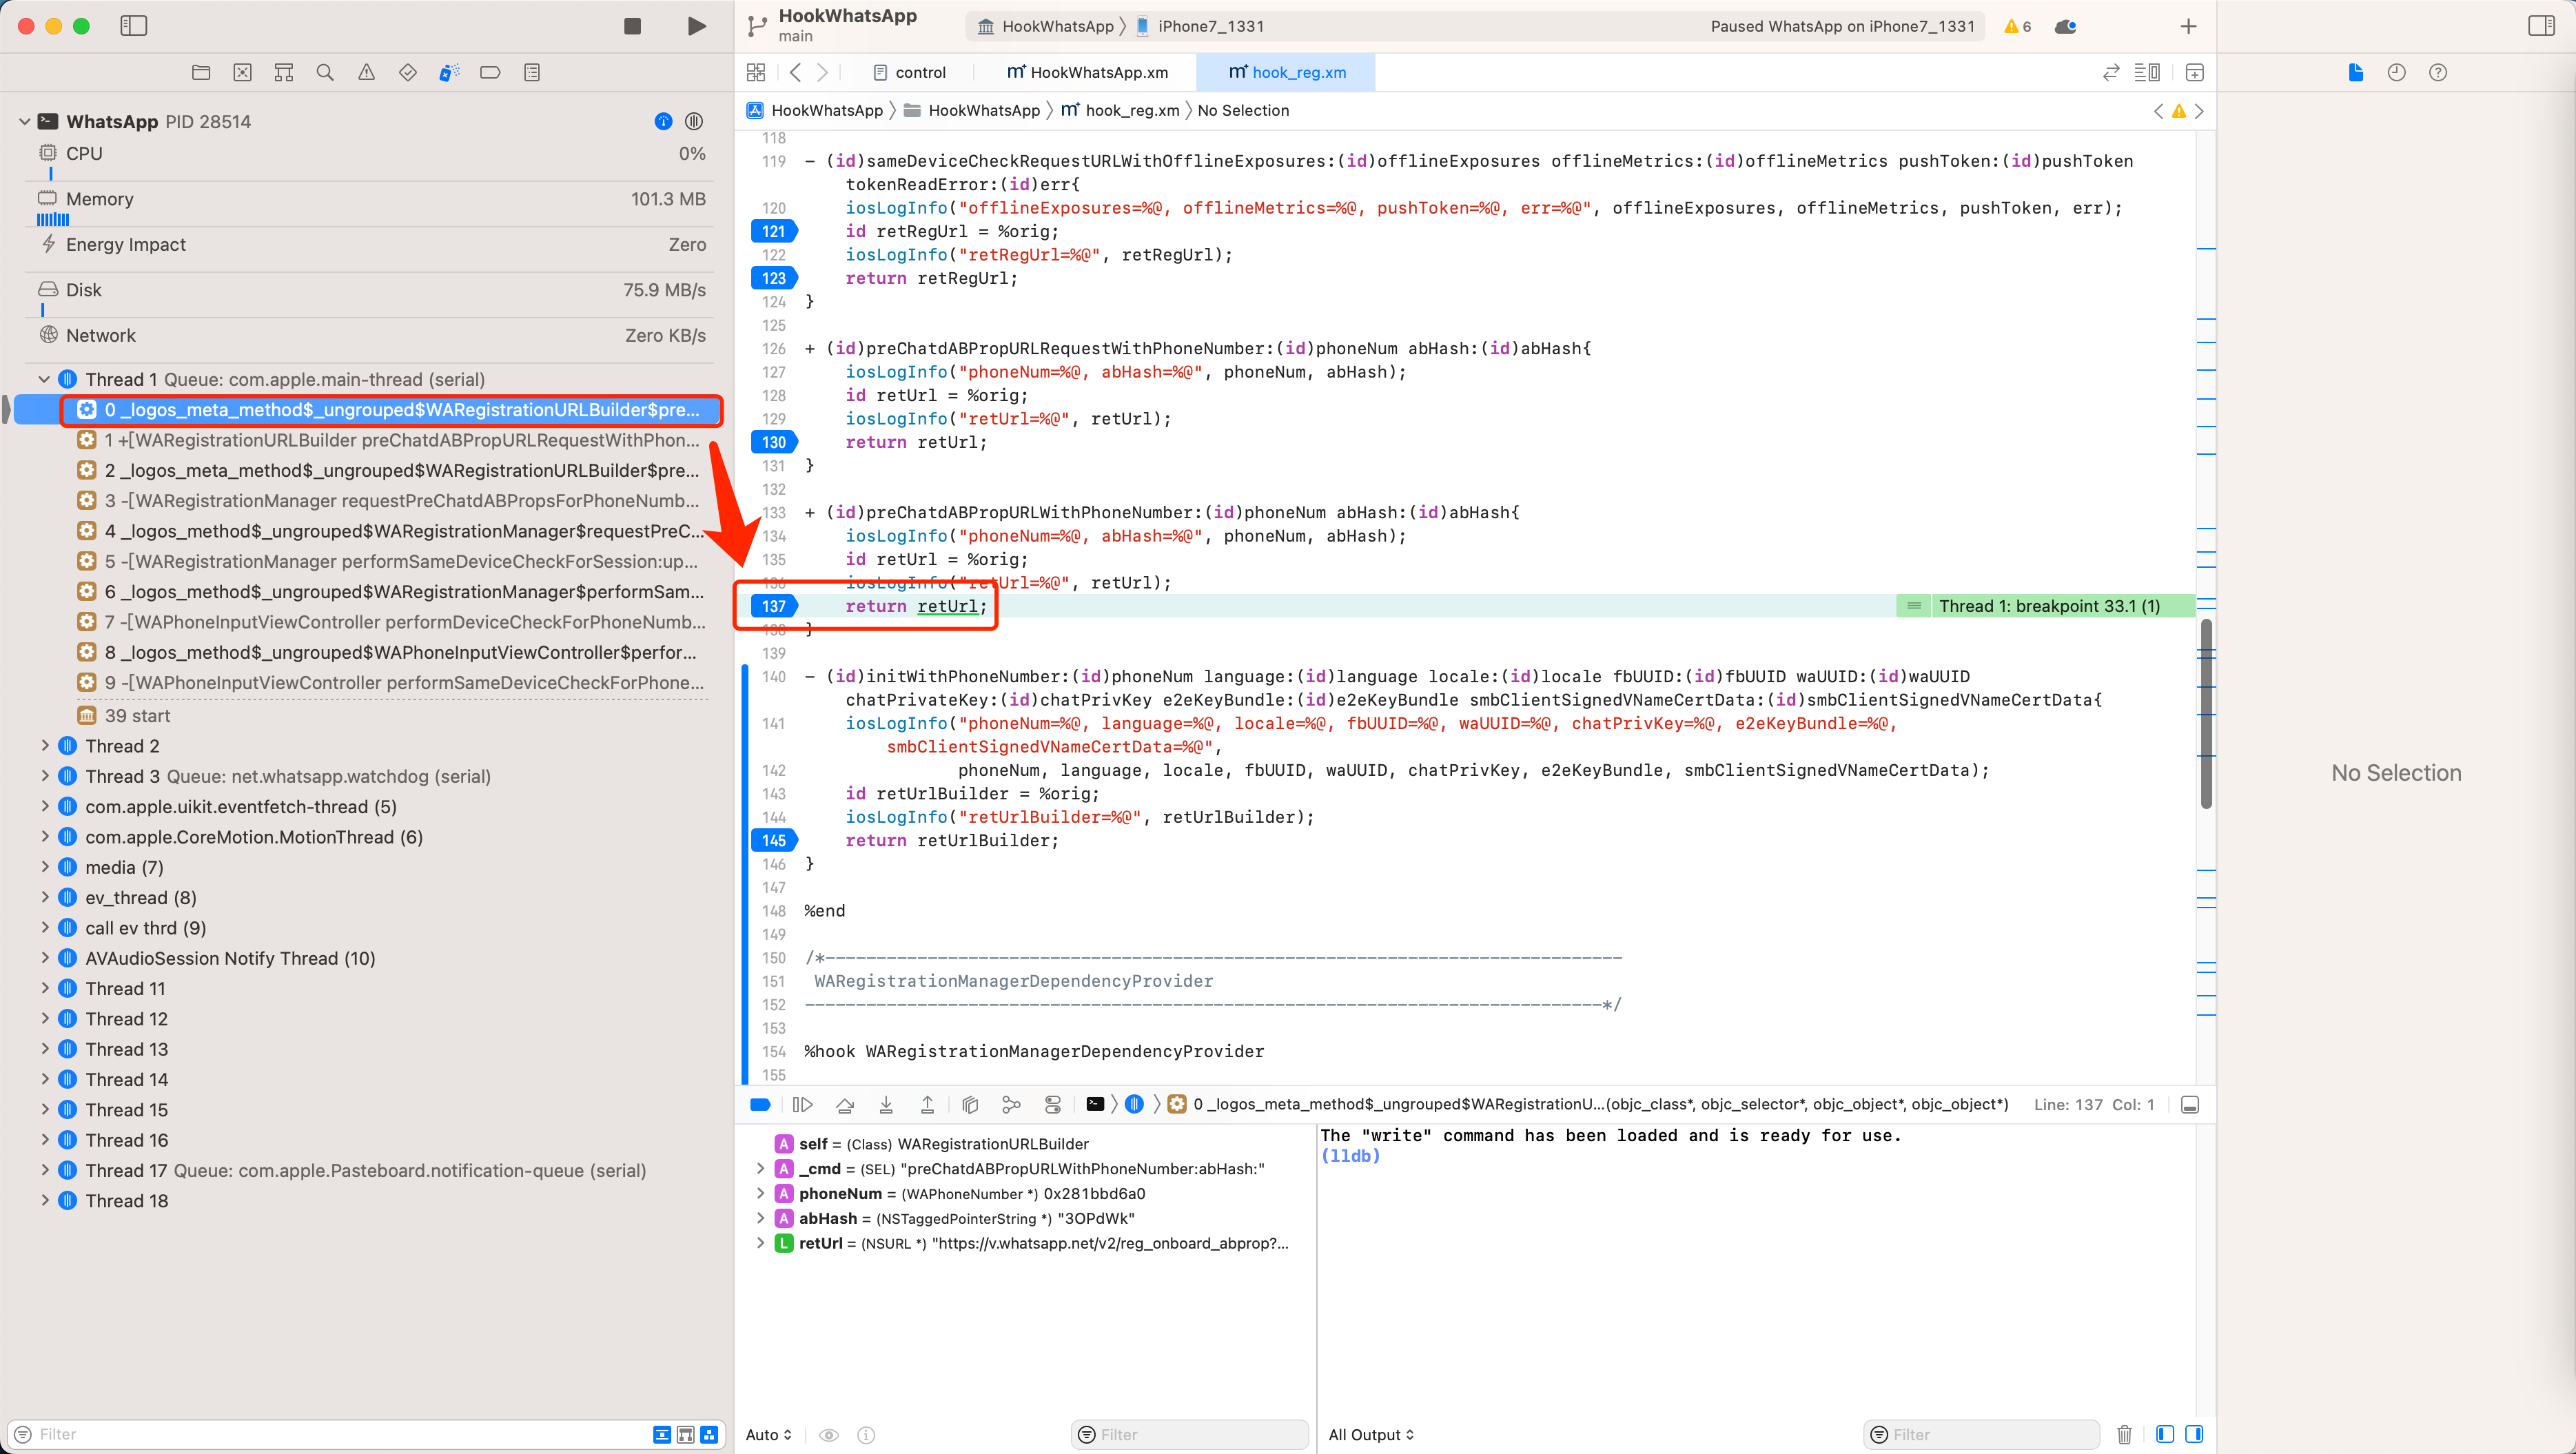 HookWhatsApp
main
HookWhatsApp 〉 iPhone7_1331
Paused WhatsApp on iPhone7_1331
6
control
HookWhatsApp.xm
hook_reg.xm
HookWhatsApp 〉 HookWhatsApp 〉 hook_reg.xm 〉 No Selection
WhatsApp PID 28514
CPU 0%
Memory 101.3 MB
Energy Impact Zero
Disk 75.9 MB/s
Network Zero KB/s
Thread 1 Queue: com.apple.main-thread (serial)
0 _logos_meta_method$_ungrouped$WARegistrationURLBuilder$pre...
1 +[WARegistrationURLBuilder preChatdABPropURLRequestWithPhon...
2 _logos_meta_method$_ungrouped$WARegistrationURLBuilder$pre...
3 -[WARegistrationManager requestPreChatdABPropsForPhoneNumb...
4 _logos_method$_ungrouped$WARegistrationManager$requestPreC...
5 -[WARegistrationManager performSameDeviceCheckForSession:up...
6 _logos_method$_ungrouped$WARegistrationManager$performSam...
7 -[WAPhoneInputViewController performDeviceCheckForPhoneNumb...
8 _logos_method$_ungrouped$WAPhoneInputViewController$perfor...
9 -[WAPhoneInputViewController performSameDeviceCheckForPhone...
39 start
Thread 2
Thread 3 Queue: net.whatsapp.watchdog (serial)
com.apple.uikit.eventfetch-thread (5)
com.apple.CoreMotion.MotionThread (6)
media (7)
ev_thread (8)
call ev thrd (9)
AVAudioSession Notify Thread (10)
Thread 11
Thread 12
Thread 13
Thread 14
Thread 15
Thread 16
Thread 17 Queue: com.apple.Pasteboard.notification-queue (serial)
Thread 18
Filter
118
119 - (id)sameDeviceCheckRequestURLWithOfflineExposures:(id)offlineExposures offlineMetrics:(id)offlineMetrics pushToken:(id)pushToken
tokenReadError:(id)err{
120 iosLogInfo("offlineExposures=%@, offlineMetrics=%@, pushToken=%@, err=%@", offlineExposures, offlineMetrics, pushToken, err);
121 id retRegUrl = %orig;
122 iosLogInfo("retRegUrl=%@", retRegUrl);
123 return retRegUrl;
124 }
125
126 + (id)preChatdABPropURLRequestWithPhoneNumber:(id)phoneNum abHash:(id)abHash{
127 iosLogInfo("phoneNum=%@, abHash=%@", phoneNum, abHash);
128 id retUrl = %orig;
129 iosLogInfo("retUrl=%@", retUrl);
130 return retUrl;
131 }
132
133 + (id)preChatdABPropURLWithPhoneNumber:(id)phoneNum abHash:(id)abHash{
134 iosLogInfo("phoneNum=%@, abHash=%@", phoneNum, abHash);
135 id retUrl = %orig;
136 iosLogInfo("retUrl=%@", retUrl);
137 return retUrl; Thread 1: breakpoint 33.1 (1)
138 }
139
140 - (id)initWithPhoneNumber:(id)phoneNum language:(id)language locale:(id)locale fbUUID:(id)fbUUID waUUID:(id)waUUID
chatPrivateKey:(id)chatPrivKey e2eKeyBundle:(id)e2eKeyBundle smbClientSignedVNameCertData:(id)smbClientSignedVNameCertData{
141 iosLogInfo("phoneNum=%@, language=%@, locale=%@, fbUUID=%@, waUUID=%@, chatPrivKey=%@, e2eKeyBundle=%@,
smbClientSignedVNameCertData=%@",
142 phoneNum, language, locale, fbUUID, waUUID, chatPrivKey, e2eKeyBundle, smbClientSignedVNameCertData);
143 id retUrlBuilder = %orig;
144 iosLogInfo("retUrlBuilder=%@", retUrlBuilder);
145 return retUrlBuilder;
146 }
147
148 %end
149
150 /*------------------------------------------------------------------------------
151 WARegistrationManagerDependencyProvider
152 ------------------------------------------------------------------------------*/
153
154 %hook WARegistrationManagerDependencyProvider
155
0 _logos_meta_method$_ungrouped$WARegistrationU...(objc_class*, objc_selector*, objc_object*, objc_object*) Line: 137 Col: 1
A self = (Class) WARegistrationURLBuilder
A _cmd = (SEL) "preChatdABPropURLWithPhoneNumber:abHash:"
A phoneNum = (WAPhoneNumber *) 0x281bbd6a0
A abHash = (NSTaggedPointerString *) "3OPdWk"
L retUrl = (NSURL *) "https://v.whatsapp.net/v2/reg_onboard_abprop?...
Auto
Filter
The "write" command has been loaded and is ready for use.
(lldb)
All Output
Filter
No Selection